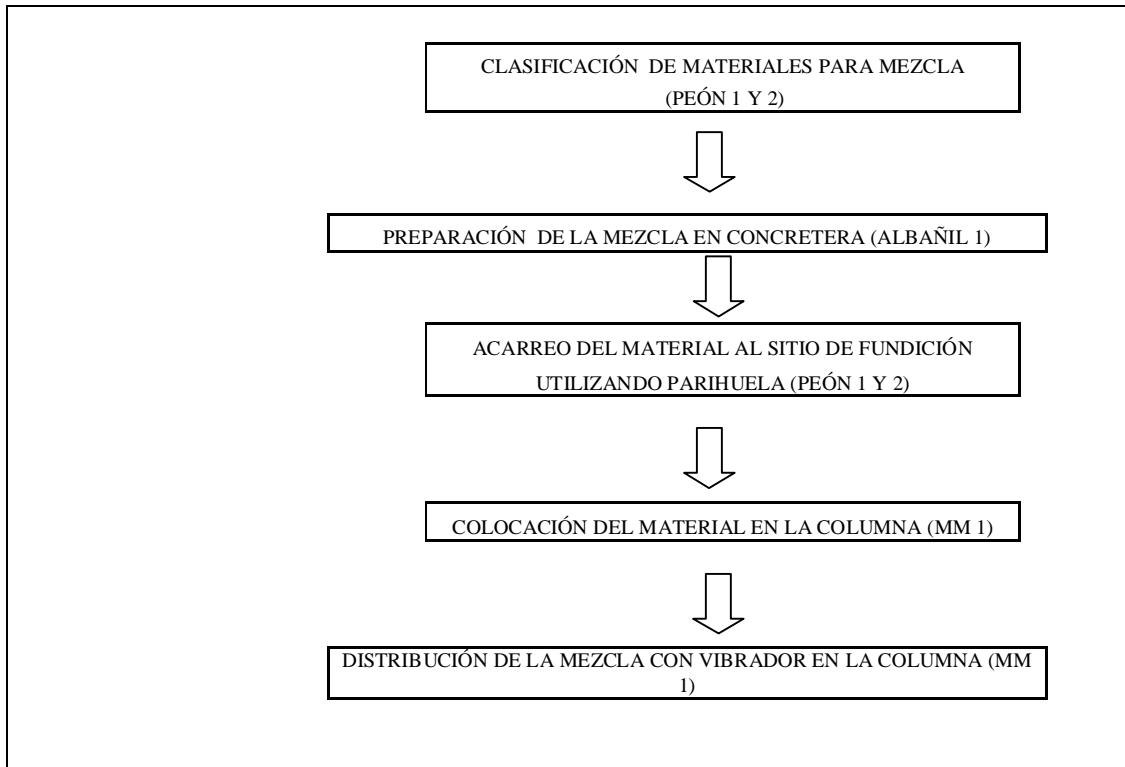 CLASIFICACIÓN DE MATERIALES PARA MEZCLA
(PEÓN 1 Y 2)
PREPARACIÓN DE LA MEZCLA EN CONCRETERA (ALBAÑIL 1)
ACARREO DEL MATERIAL AL SITIO DE FUNDICIÓN
UTILIZANDO PARIHUELA (PEÓN 1 Y 2)
COLOCACIÓN DEL MATERIAL EN LA COLUMNA (MM 1)
DISTRIBUCIÓN DE LA MEZCLA CON VIBRADOR EN LA COLUMNA (MM
1)